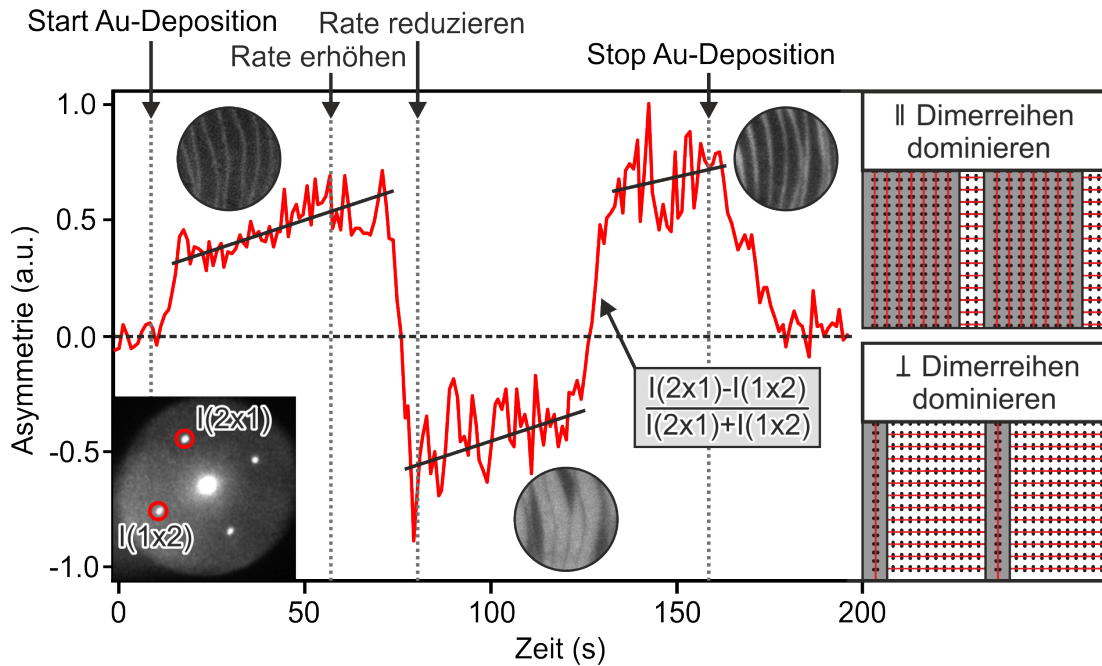 Start Au-Deposition
Rate reduzieren
Rate erhöhen
Stop Au-Deposition
Asymmetrie (a.u.)
1.0
0.5
0.0
-0.5
-1.0
I(2x1)
I(1x2)
I(2x1)-I(1x2)
I(2x1)+I(1x2)
0
50
100
150
200
Zeit (s)
∥ Dimerreihen
dominieren
⊥ Dimerreihen
dominieren